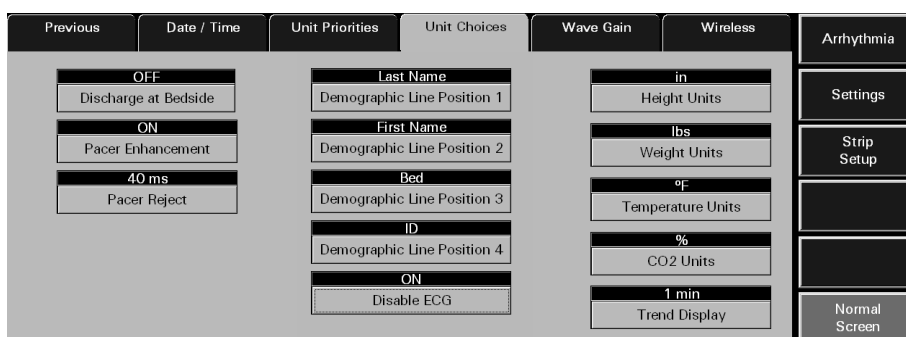 Previous
Date / Time
Unit Priorities
Unit Choices
Wave Gain
Wireless
OFF
Discharge at Bedside
ON
Pacer Enhancement
40 ms
Pacer Reject
Last Name
Demographic Line Position 1
First Name
Demographic Line Position 2
Bed
Demographic Line Position 3
ID
Demographic Line Position 4
ON
Disable ECG
in
Height Units
lbs
Weight Units
ºF
Temperature Units
%
CO2 Units
1 min
Trend Display
Arrhythmia
Settings
Strip
Setup
Normal
Screen